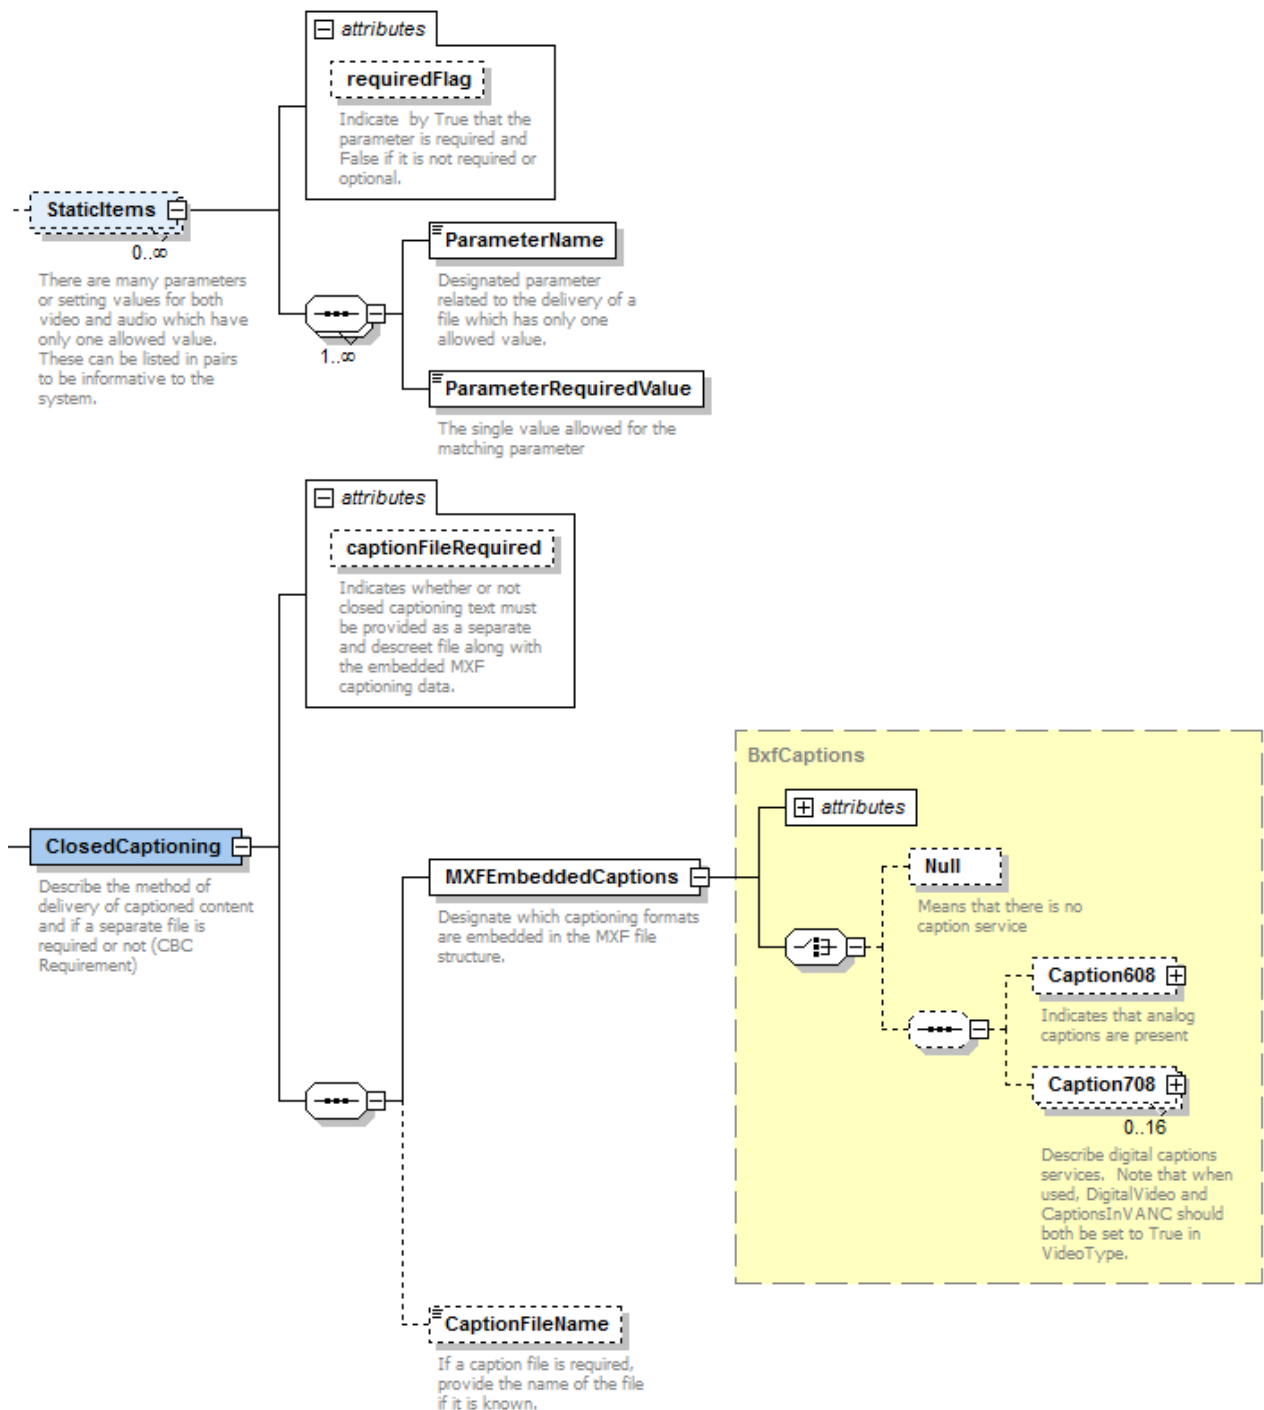 attributes
requiredFlag
Indicate  by True that the
parameter is required and
False if it is not required or
optional.
StaticItems
0..∞
There are many parameters
or setting values for both
video and audio which have
only one allowed value.
These can be listed in pairs
to be informative to the
system.
ParameterName
Designated parameter
related to the delivery of a
file which has only one
allowed value.
1..∞
ParameterRequiredValue
The single value allowed for the
matching parameter
attributes
captionFileRequired
Indicates whether or not
closed captioning text must
be provided as a separate
and descreet file along with
the embedded MXF
captioning data.
ClosedCaptioning
Describe the method of
delivery of captioned content
and if a separate file is
required or not (CBC
Requirement)
MXFEmbeddedCaptions
Designate which captioning formats
are embedded in the MXF file
structure.
BxfCaptions
attributes
Null
Means that there is no
caption service
Caption608
Indicates that analog
captions are present
Caption708
0..16
Describe digital captions
services.  Note that when
used, DigitalVideo and
CaptionsInVANC should
both be set to True in
VideoType.
CaptionFileName
If a caption file is required,
provide the name of the file
if it is known.